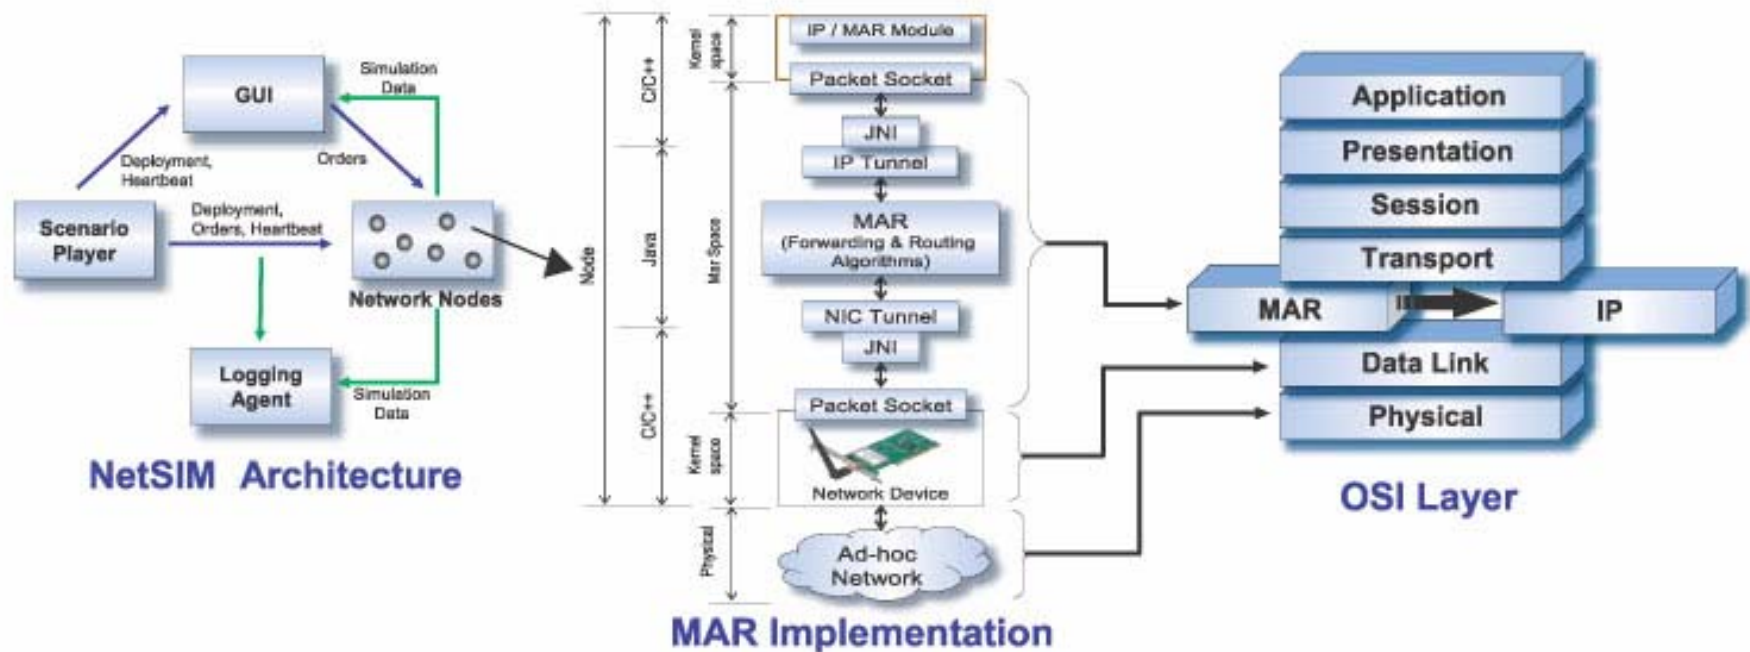 GUI
Simulation
Data
Deployment,
Heartbeat
Orders
Scenario
Player
Deployment,
Orders, Heartbeat
Network Nodes
Logging
Agent
Simulation
Data
NetSIM Architecture
Node
C/C++
Java
C/C++
Kernel
space
Mar Space
Kernel
space
Physical
IP / MAR Module
Packet Socket
JNI
IP Tunnel
MAR
(Forwarding & Routing
Algorithms)
NIC Tunnel
JNI
Packet Socket
Network Device
Ad-hoc
Network
MAR Implementation
Application
Presentation
Session
Transport
MAR
IP
Data Link
Physical
OSI Layer